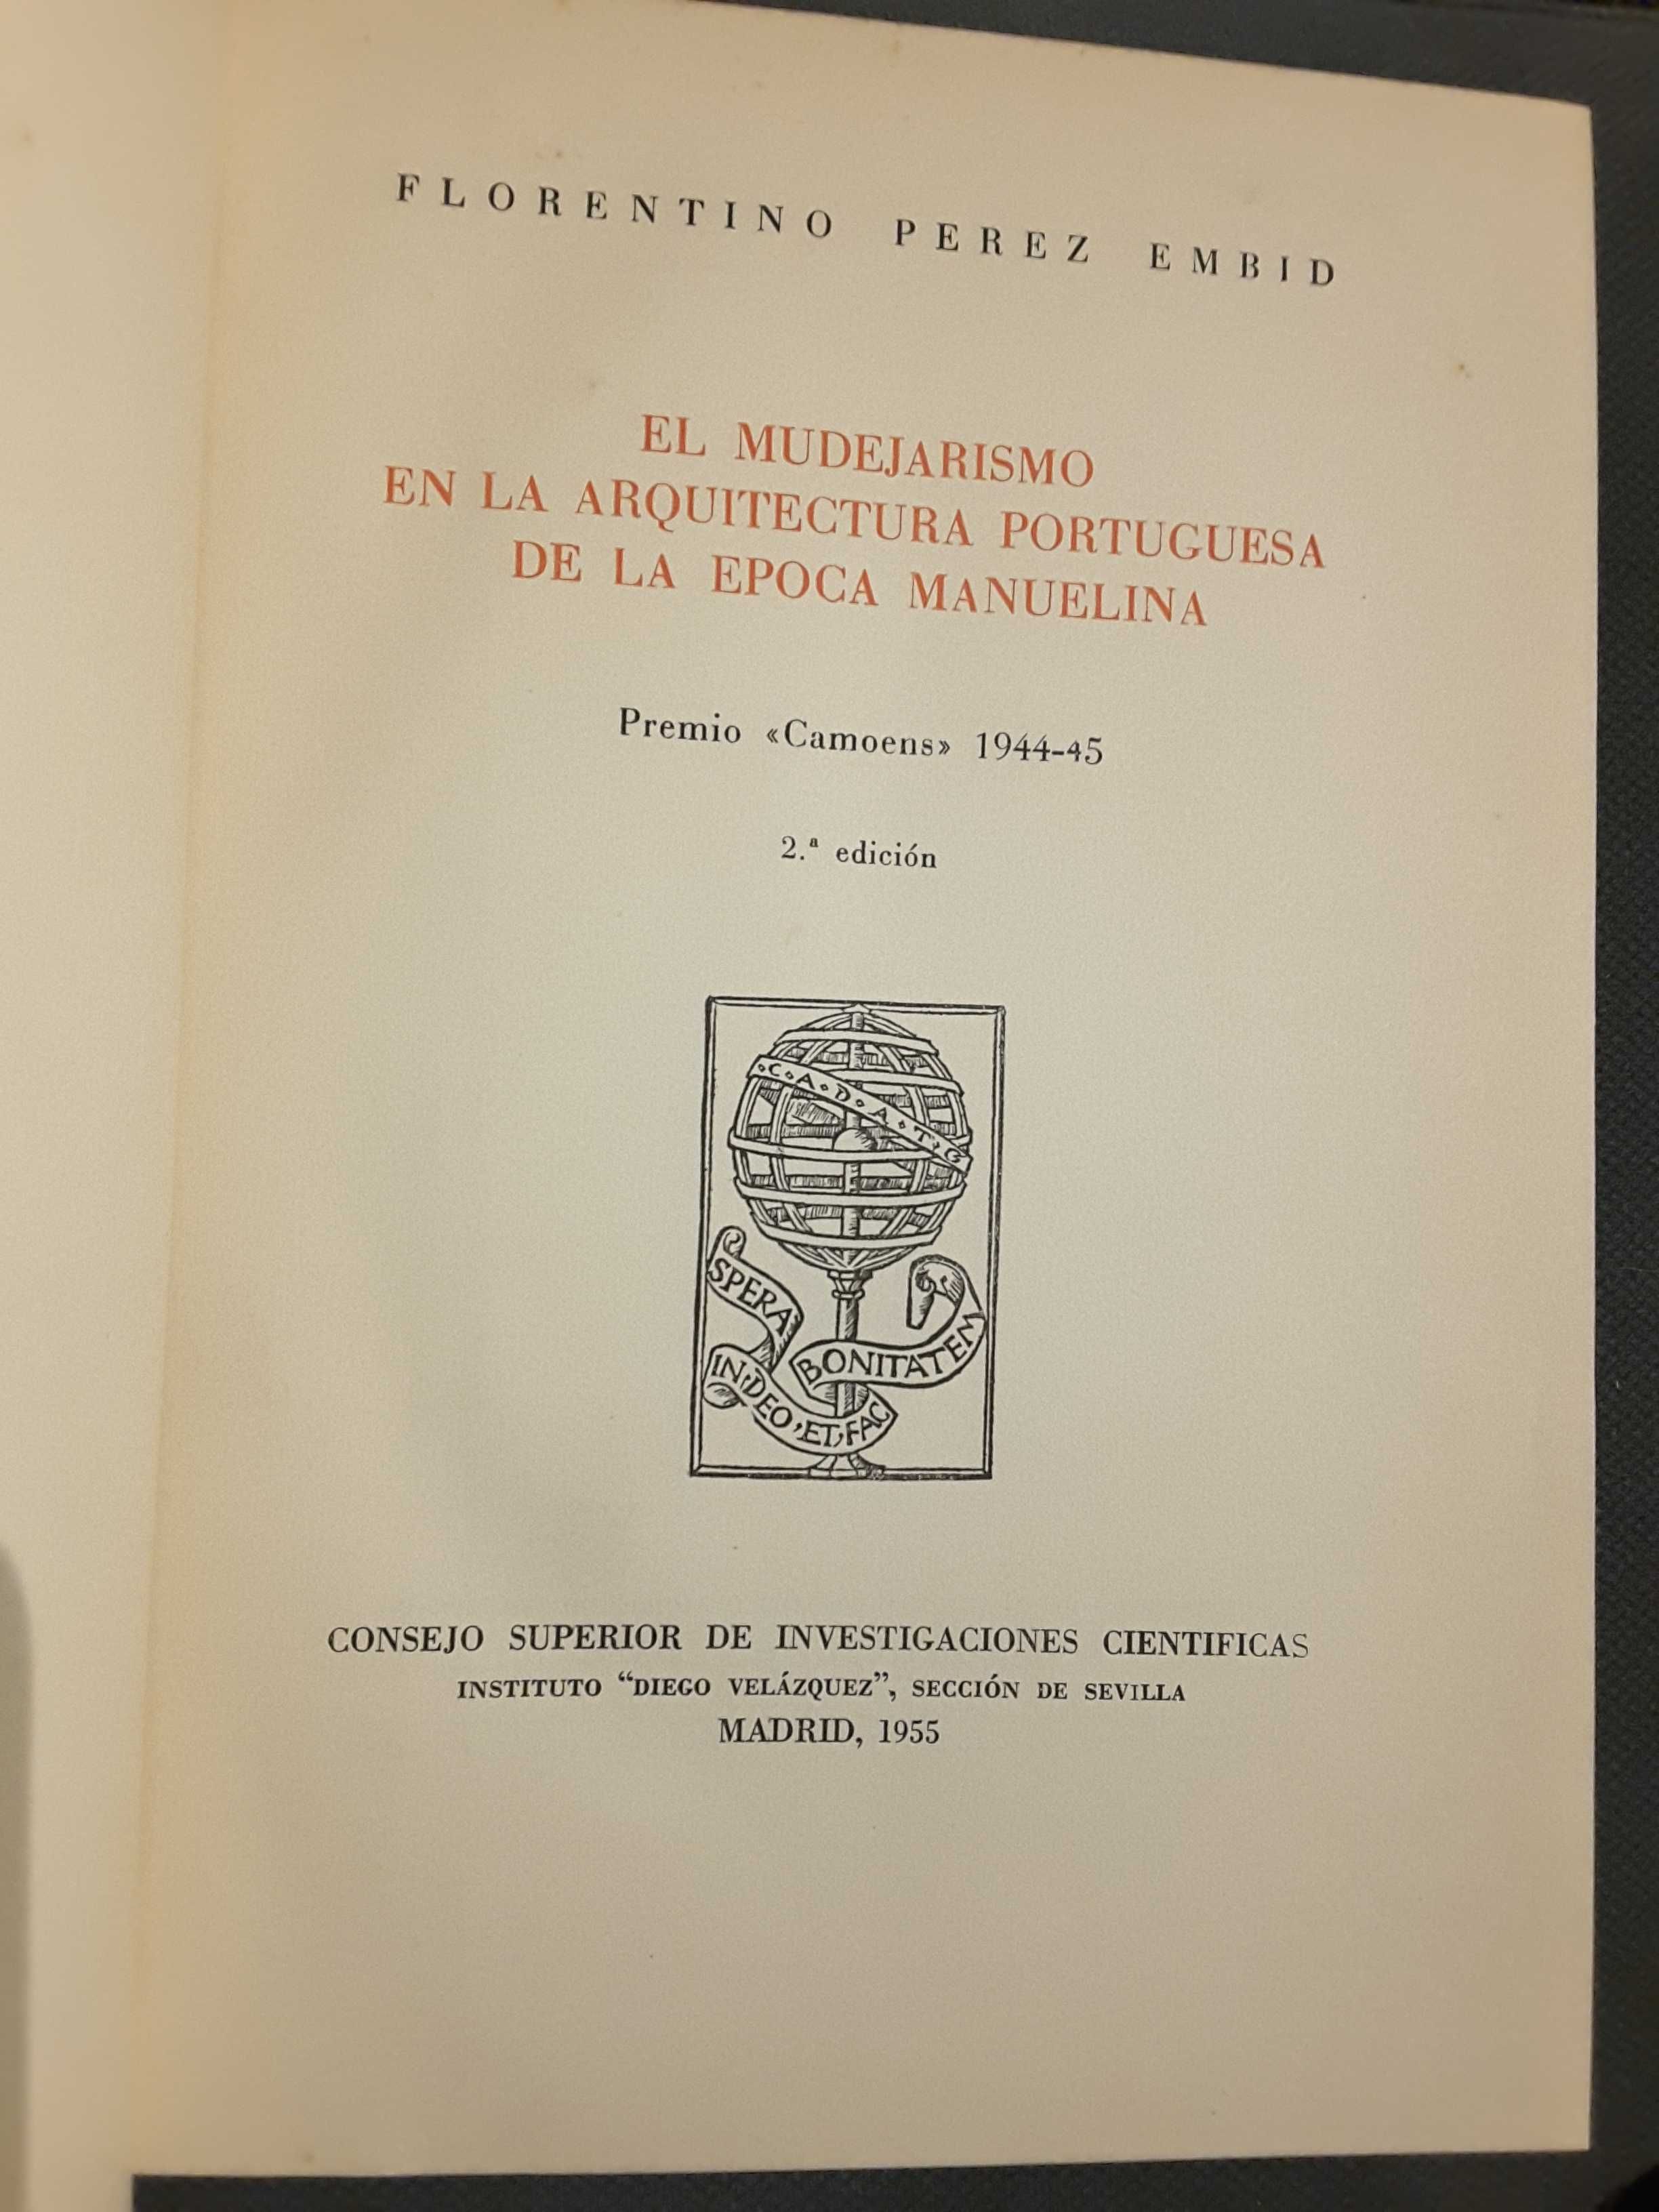 FLORENTINO PEREZ EMBID
EL MUDEJARISMO
EN LA ARQUITECTURA PORTUGUESA
DE LA EPOCA MANUELINA
Premio «Camoens» 1944-45
2.ª edición
·C·A·D·A·T·G
SPERA
IN·DEO·ET·FAC
BONITATEM
CONSEJO SUPERIOR DE INVESTIGACIONES CIENTIFICAS
INSTITUTO “DIEGO VELÁZQUEZ”, SECCIÓN DE SEVILLA
MADRID, 1955